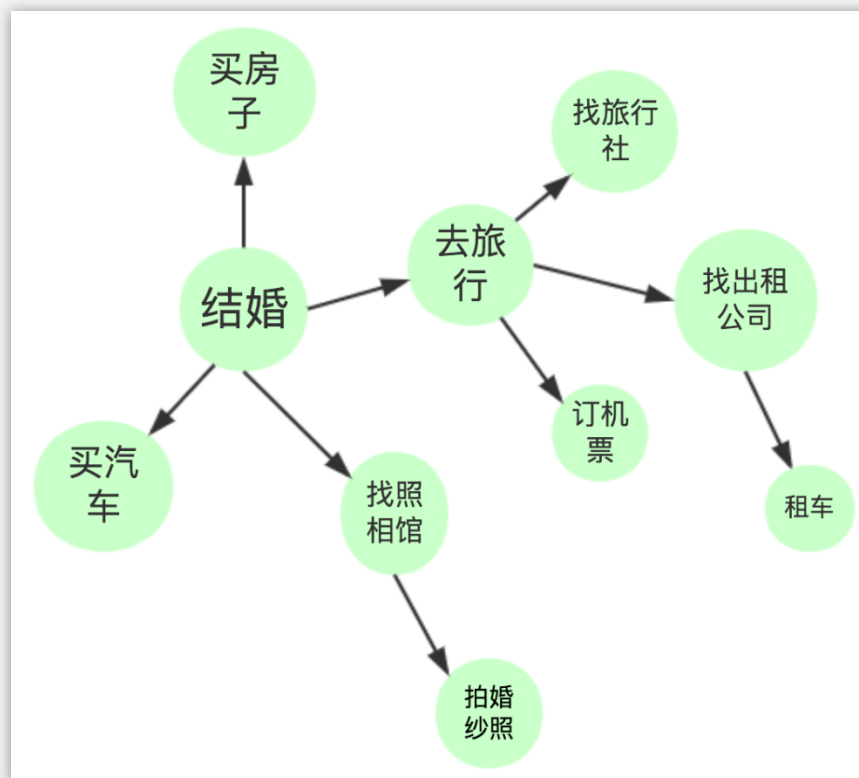 买房
子
找旅行
社
去旅
行
结婚
找出租
公司
订机
票
买汽
车
找照
相馆
租车
拍婚
纱照